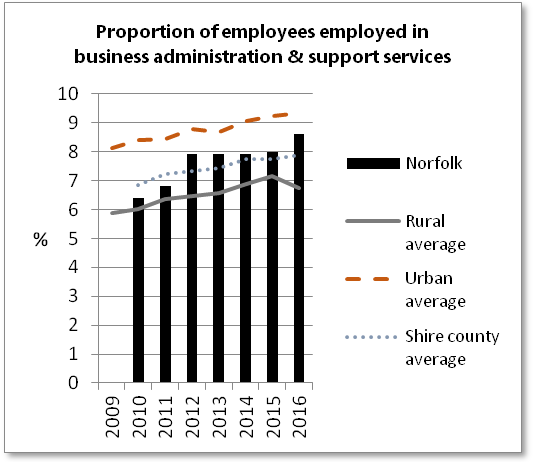 Proportion of employees employed in
business administration & support services
10
9
8
7
6
5
4
3
2
1
0
%
2009
2010
2011
2012
2013
2014
2015
2016
Norfolk
Rural
average
Urban
average
Shire county
average